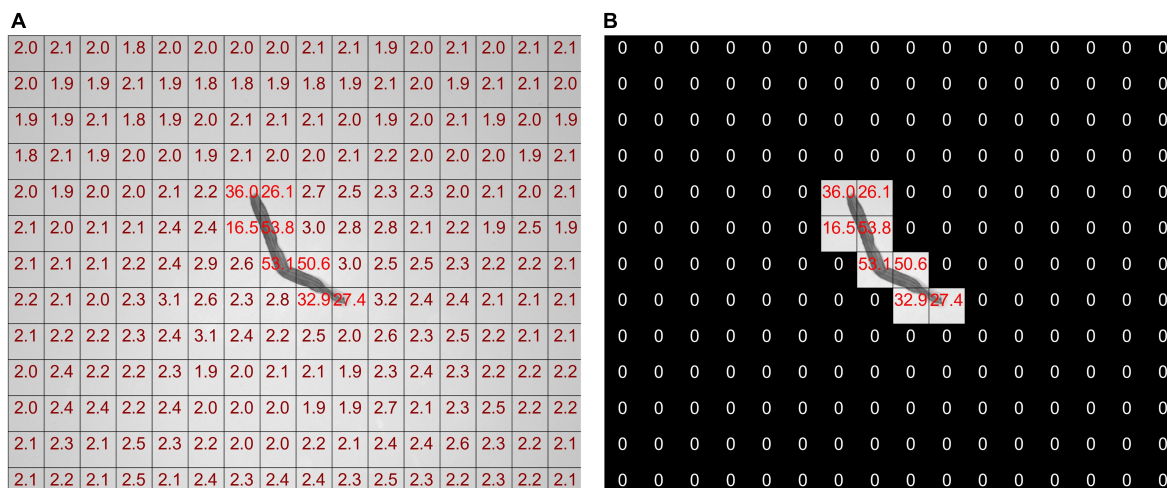 A
2.0 2.1 2.0 1.8 2.0 2.0 2.0 2.0 2.1 2.1 1.9 2.0 2.1 2.0 2.1 2.1
2.0 1.9 1.9 2.1 1.9 1.8 1.8 1.9 1.8 1.9 2.1 2.0 1.9 2.1 2.1 2.0
1.9 1.9 2.1 1.8 1.9 2.0 2.1 2.1 2.1 2.0 1.9 2.0 2.1 1.9 2.0 1.9
1.8 2.1 1.9 2.0 2.0 1.9 2.1 2.0 2.0 2.1 2.2 2.0 2.0 2.0 1.9 2.1
2.0 1.9 2.0 2.0 2.1 2.2 36.0 26.1 2.7 2.5 2.3 2.3 2.0 2.1 2.0 2.1
2.1 2.0 2.1 2.1 2.4 2.4 16.5 53.8 3.0 2.8 2.8 2.1 2.2 1.9 2.5 1.9
2.1 2.1 2.1 2.2 2.4 2.9 2.6 53.1 50.6 3.0 2.5 2.5 2.3 2.2 2.2 2.1
2.2 2.1 2.0 2.3 3.1 2.6 2.3 2.8 32.9 27.4 3.2 2.4 2.4 2.1 2.1 2.1
2.1 2.2 2.2 2.3 2.4 3.1 2.4 2.2 2.5 2.0 2.6 2.3 2.5 2.2 2.1 2.1
2.0 2.4 2.2 2.2 2.3 1.9 2.0 2.1 2.1 1.9 2.3 2.4 2.3 2.2 2.2 2.2
2.0 2.4 2.4 2.2 2.4 2.0 2.0 2.0 1.9 1.9 2.7 2.1 2.3 2.5 2.2 2.2
2.1 2.3 2.1 2.5 2.3 2.2 2.0 2.0 2.2 2.1 2.4 2.4 2.6 2.3 2.2 2.1
2.1 2.2 2.1 2.5 2.1 2.4 2.3 2.4 2.4 2.3 2.5 2.2 2.2 2.3 2.2 2.1
B
0 0 0 0 0 0 0 0 0 0 0 0 0 0 0 0
0 0 0 0 0 0 0 0 0 0 0 0 0 0 0 0
0 0 0 0 0 0 0 0 0 0 0 0 0 0 0 0
0 0 0 0 0 0 0 0 0 0 0 0 0 0 0 0
0 0 0 0 0 0 36.0 26.1 0 0 0 0 0 0 0 0
0 0 0 0 0 0 16.5 53.8 0 0 0 0 0 0 0 0
0 0 0 0 0 0 0 53.1 50.6 0 0 0 0 0 0 0
0 0 0 0 0 0 0 0 32.9 27.4 0 0 0 0 0 0
0 0 0 0 0 0 0 0 0 0 0 0 0 0 0 0
0 0 0 0 0 0 0 0 0 0 0 0 0 0 0 0
0 0 0 0 0 0 0 0 0 0 0 0 0 0 0 0
0 0 0 0 0 0 0 0 0 0 0 0 0 0 0 0
0 0 0 0 0 0 0 0 0 0 0 0 0 0 0 0